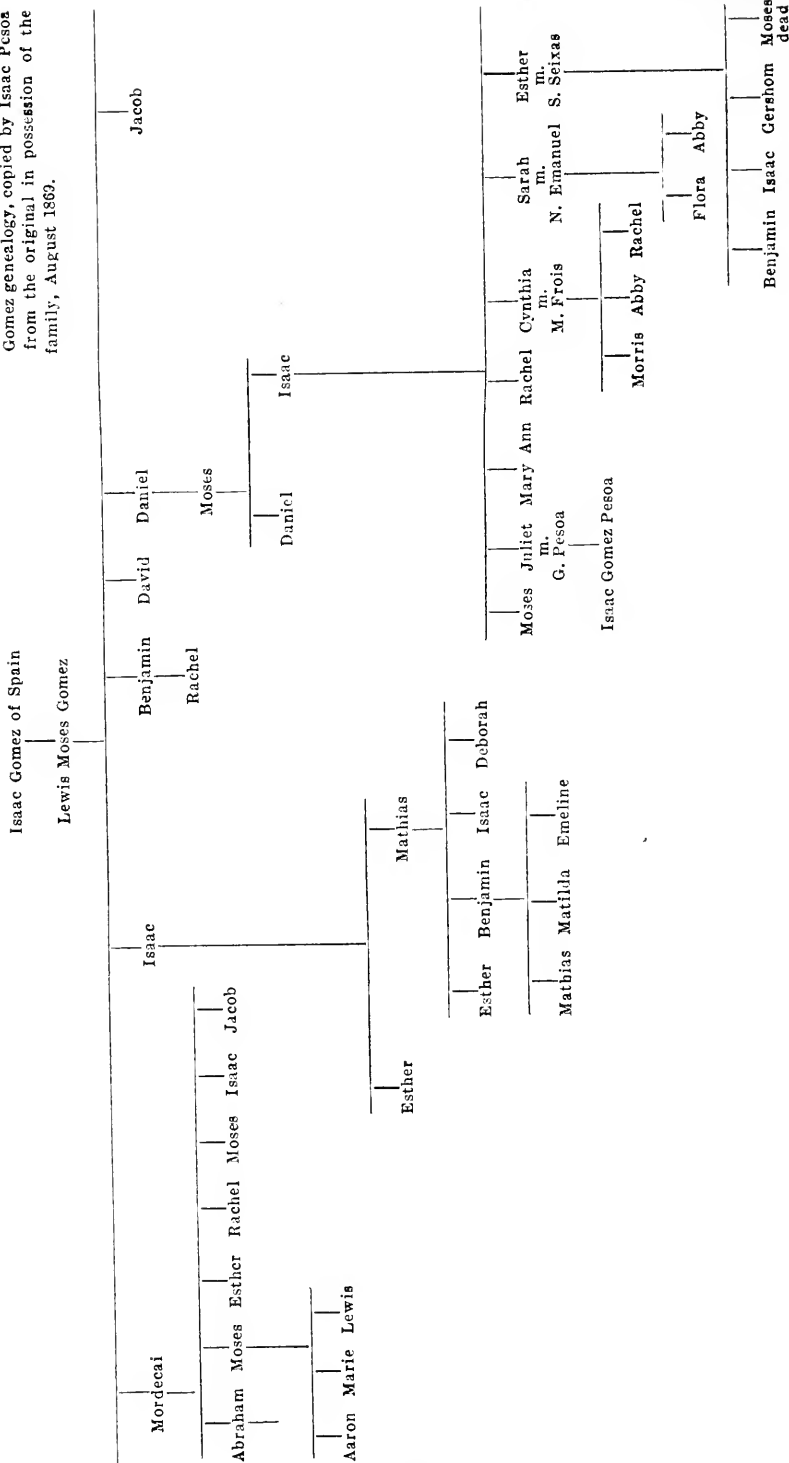 Gomez genealogy, copied by Isaac Pesoa
from the original in possession of the
family, August 1869.
Isaac Gomez of Spain
Lewis Moses Gomez
Mordecai Isaac Benjamin David Daniel Jacob
Rachel Moses
Abraham Moses Esther Rachel Moses Isaac Jacob
Daniel Isaac
Aaron Marie Lewis
Esther Mathias
Esther Benjamin Isaac Deborah
Mathias Matilda Emeline
Moses Juliet Mary Ann Rachel Cynthia Sarah Esther
m. m. m. m.
G. Pesoa M. Frois N. Emanuel S. Seixas
Isaac Gomez Pesoa
Morris Abby Rachel
Flora Abby
Benjamin Isaac Gershom Moses
dead